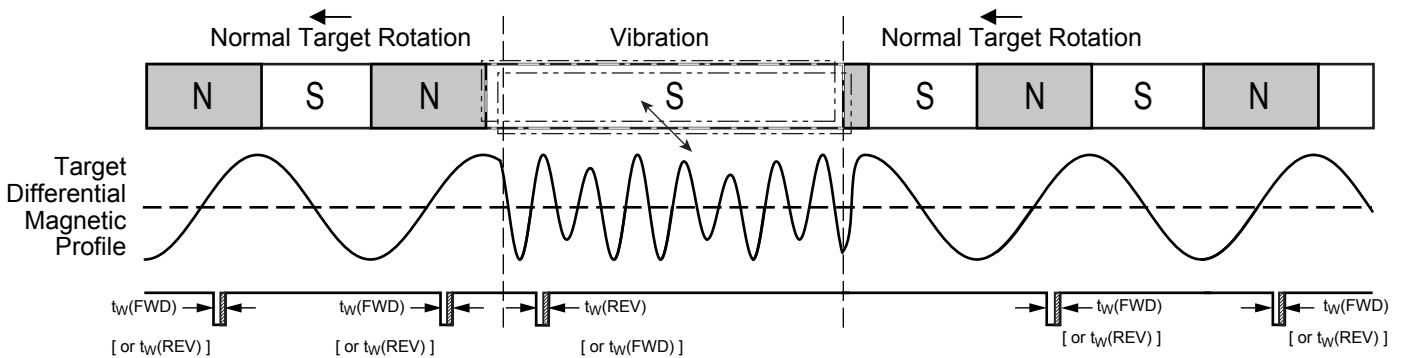 Normal Target Rotation Vibration Normal Target Rotation
N S N S S N S N
Target
Differential
Magnetic
Profile
tW(FWD) tW(FWD) tW(REV) tW(FWD) tW(FWD)
[ or tW(REV) ] [ or tW(REV) ] [ or tW(FWD) ] [ or tW(REV) ] [ or tW(REV) ]